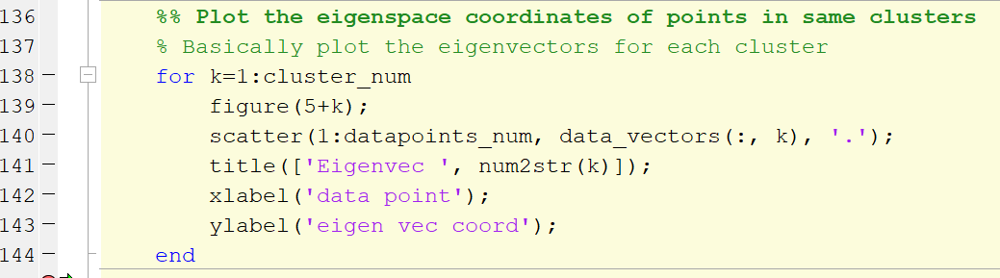 136 %% Plot the eigenspace coordinates of points in same clusters
137 % Basically plot the eigenvectors for each cluster
138 – for k=1:cluster_num
139 – figure(5+k);
140 – scatter(1:datapoints_num, data_vectors(:, k), '.');
141 – title(['Eigenvec ', num2str(k)]);
142 – xlabel('data point');
143 – ylabel('eigen vec coord');
144 – end